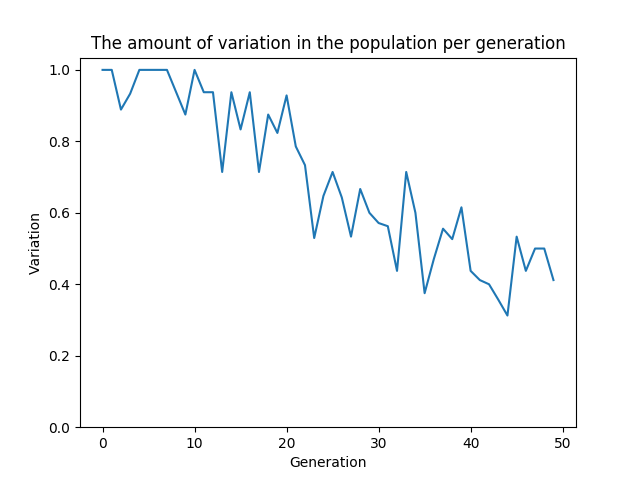 The amount of variation in the population per generation
1.0
0.8
0.6
0.4
0.2
0.0
Variation
0 10 20 30 40 50
Generation